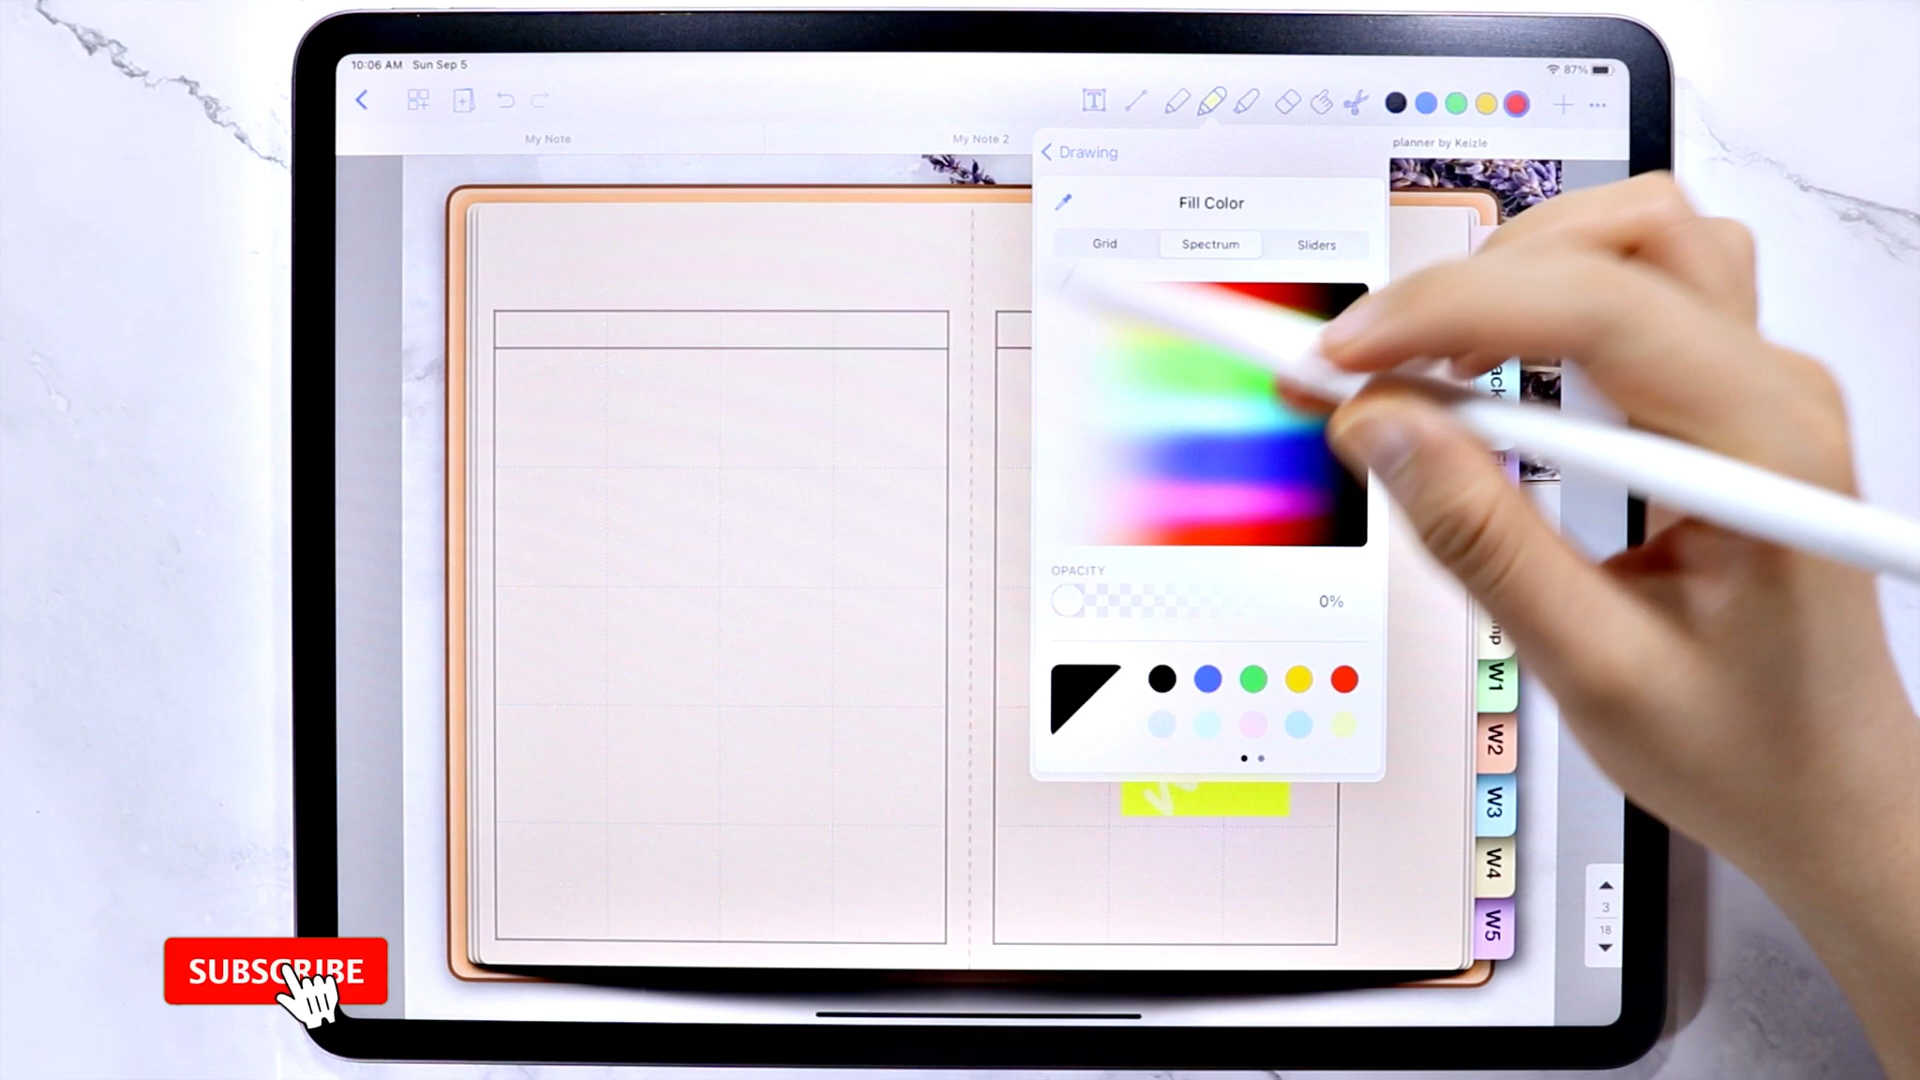 10:06 AM Sun Sep 5
87%
T
My Note
My Note 2
planner by Keizle
Drawing
Fill Color
Grid
Spectrum
Sliders
OPACITY
0%
W1
W2
W3
W4
W5
3
18
SUBSCRIBE